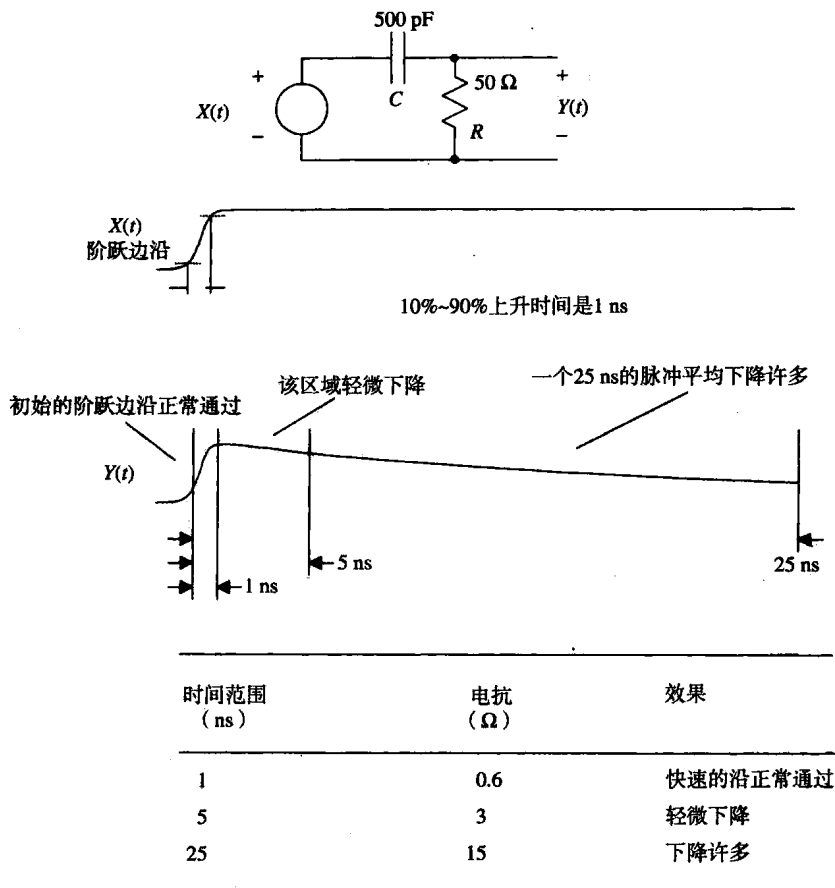 500 pF
+
50 Ω
+
X(t)
C
Y(t)
−
R
−
X(t)
阶跃边沿
10%~90%上升时间是1 ns
一个25 ns的脉冲平均下降许多
该区域轻微下降
初始的阶跃边沿正常通过
Y(t)
5 ns
25 ns
1 ns
时间范围 电抗 效果
（ns） （Ω）
1 0.6 快速的沿正常通过
5 3 轻微下降
25 15 下降许多